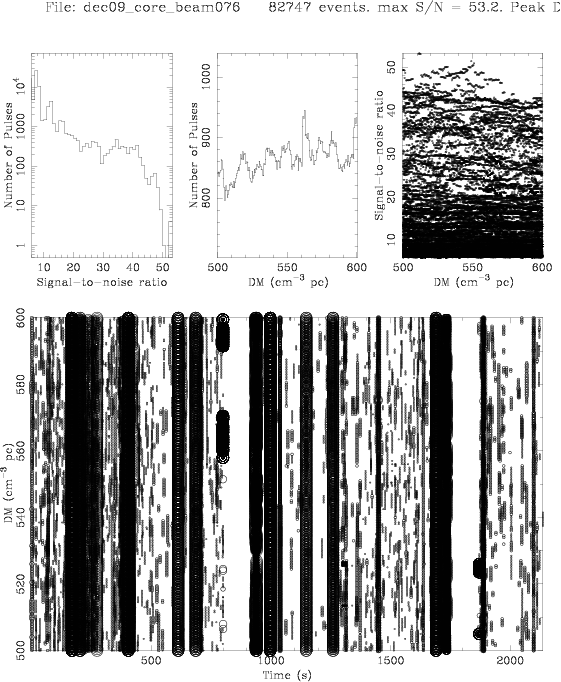 File: dec09_core_beam076 82747 events. max S/N = 53.2. Peak D
Number of Pulses
10⁴
1000
100
10
1
10 20 30 40 50
Signal-to-noise ratio
Number of Pulses
1000
900
800
500 550 600
DM (cm⁻³ pc)
Signal-to-noise ratio
50
40
30
20
10
500 550 600
DM (cm⁻³ pc)
DM (cm⁻³ pc)
600
580
560
540
520
500
500 1000 1500 2000
Time (s)